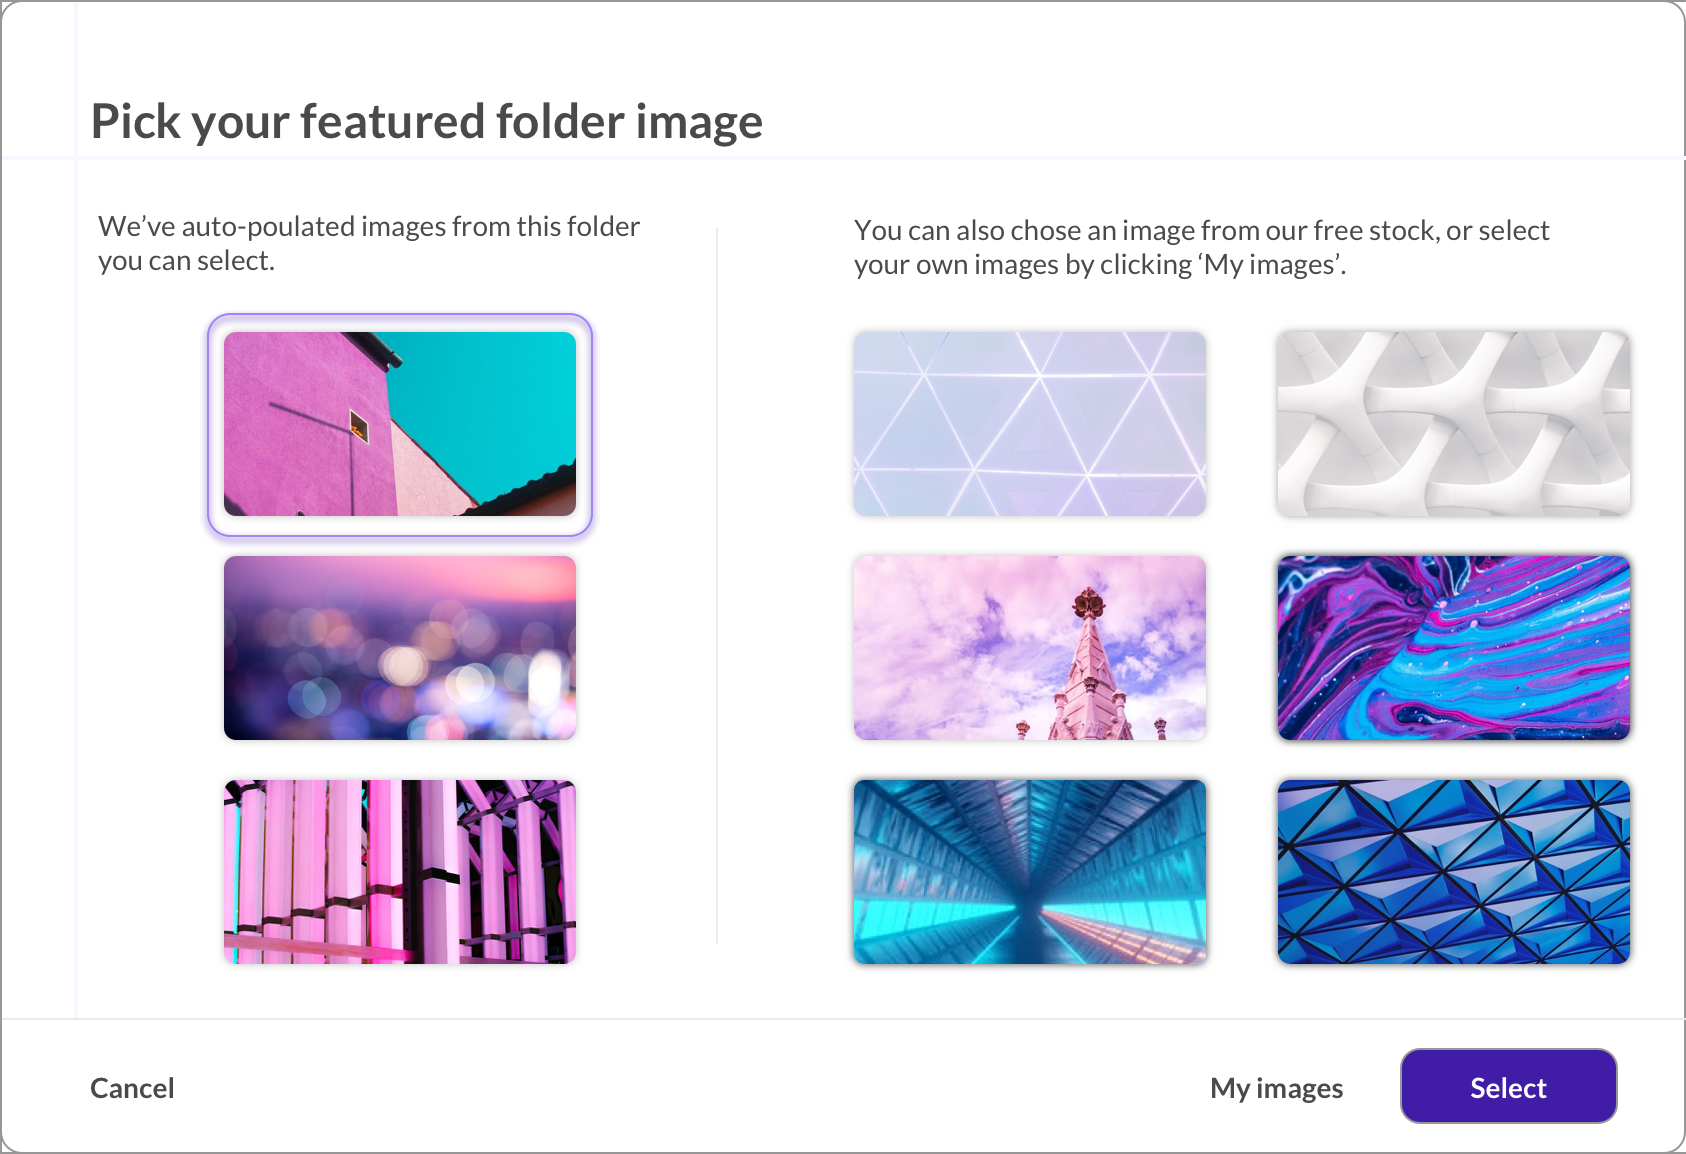 Pick your featured folder image
We’ve auto-poulated images from this folder
you can select.
You can also chose an image from our free stock, or select
your own images by clicking ‘My images’.
Cancel
My images
Select